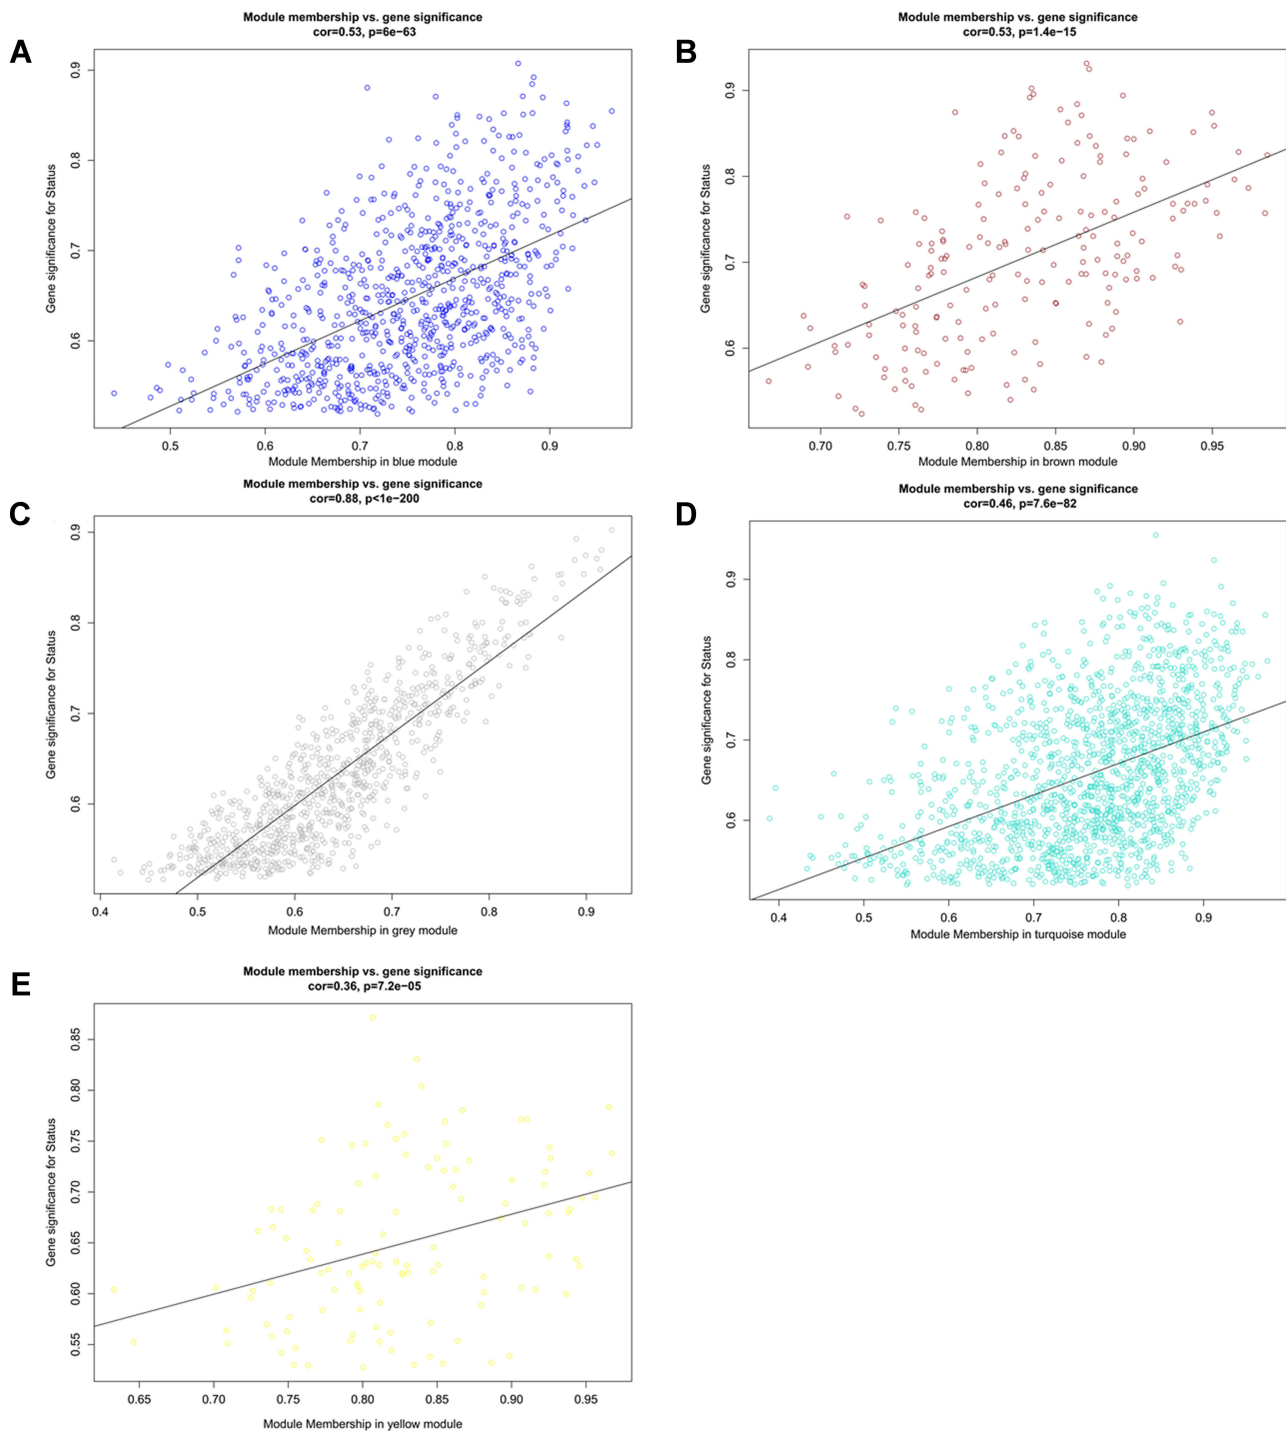 A
Module membership vs. gene significance
cor=0.53, p=6e−63
Gene significance for Status
0.9
0.8
0.7
0.6
0.5
0.6
0.7
0.8
0.9
Module Membership in blue module
B
Module membership vs. gene significance
cor=0.53, p=1.4e−15
Gene significance for Status
0.9
0.8
0.7
0.6
0.70
0.75
0.80
0.85
0.90
0.95
Module Membership in brown module
C
Module membership vs. gene significance
cor=0.88, p<1e−200
Gene significance for Status
0.9
0.8
0.7
0.6
0.4
0.5
0.6
0.7
0.8
0.9
Module Membership in grey module
D
Module membership vs. gene significance
cor=0.46, p=7.6e−82
Gene significance for Status
0.9
0.8
0.7
0.6
0.4
0.5
0.6
0.7
0.8
0.9
Module Membership in turquoise module
E
Module membership vs. gene significance
cor=0.36, p=7.2e−05
Gene significance for Status
0.85
0.80
0.75
0.70
0.65
0.60
0.55
0.65
0.70
0.75
0.80
0.85
0.90
0.95
Module Membership in yellow module